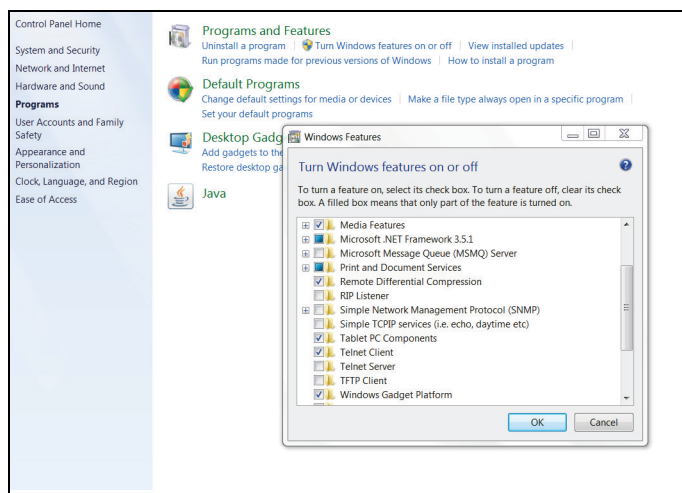 Control Panel Home
System and Security
Network and Internet
Hardware and Sound
Programs
User Accounts and Family
Safety
Appearance and
Personalization
Clock, Language, and Region
Ease of Access
Programs and Features
Uninstall a program
Turn Windows features on or off
View installed updates
Run programs made for previous versions of Windows
How to install a program
Default Programs
Change default settings for media or devices
Make a file type always open in a specific program
Set your default programs
Desktop Gadg
Add gadgets to the
Restore desktop ga
Java
Windows Features
Turn Windows features on or off
To turn a feature on, select its check box. To turn a feature off, clear its check
box. A filled box means that only part of the feature is turned on.
Media Features
Microsoft .NET Framework 3.5.1
Microsoft Message Queue (MSMQ) Server
Print and Document Services
Remote Differential Compression
RIP Listener
Simple Network Management Protocol (SNMP)
Simple TCPIP services (i.e. echo, daytime etc)
Tablet PC Components
Telnet Client
Telnet Server
TFTP Client
Windows Gadget Platform
OK
Cancel